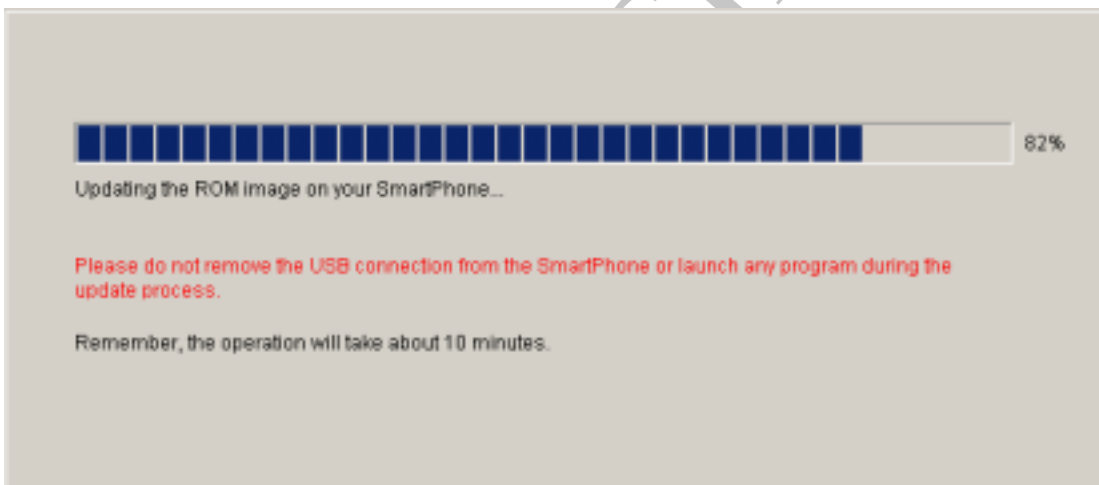 82%
Updating the ROM image on your SmartPhone...
Please do not remove the USB connection from the SmartPhone or launch any program during the
update process.
Remember, the operation will take about 10 minutes.